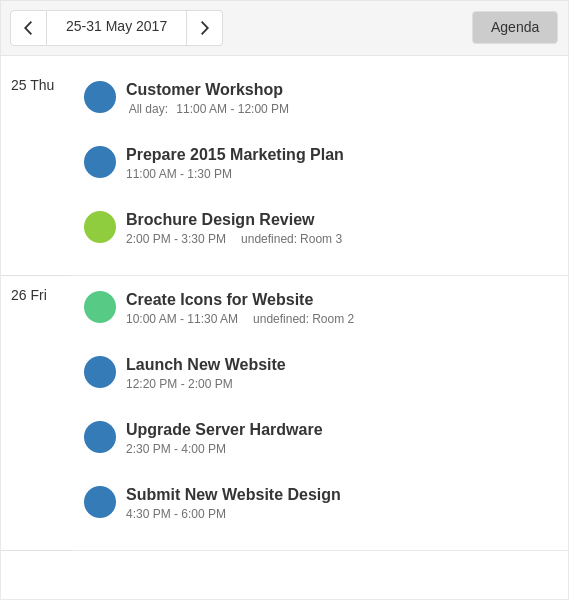 25-31 May 2017
Agenda
25 Thu
Customer Workshop
All day: 11:00 AM - 12:00 PM
Prepare 2015 Marketing Plan
11:00 AM - 1:30 PM
Brochure Design Review
2:00 PM - 3:30 PM undefined: Room 3
26 Fri
Create Icons for Website
10:00 AM - 11:30 AM undefined: Room 2
Launch New Website
12:20 PM - 2:00 PM
Upgrade Server Hardware
2:30 PM - 4:00 PM
Submit New Website Design
4:30 PM - 6:00 PM